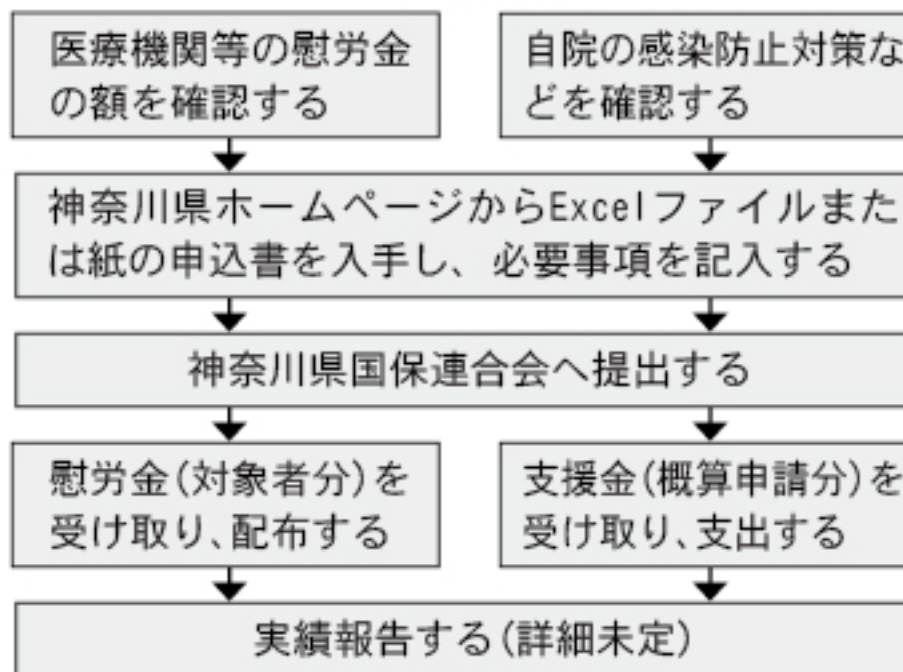 医療機関等の慰労金
の額を確認する
自院の感染防止対策な
どを確認する
神奈川県ホームページからExcelファイルまた
は紙の申込書を入手し、必要事項を記入する
神奈川県国保連合会へ提出する
慰労金(対象者分)を
受け取り、配布する
支援金(概算申請分)を
受け取り、支出する
実績報告する(詳細未定)